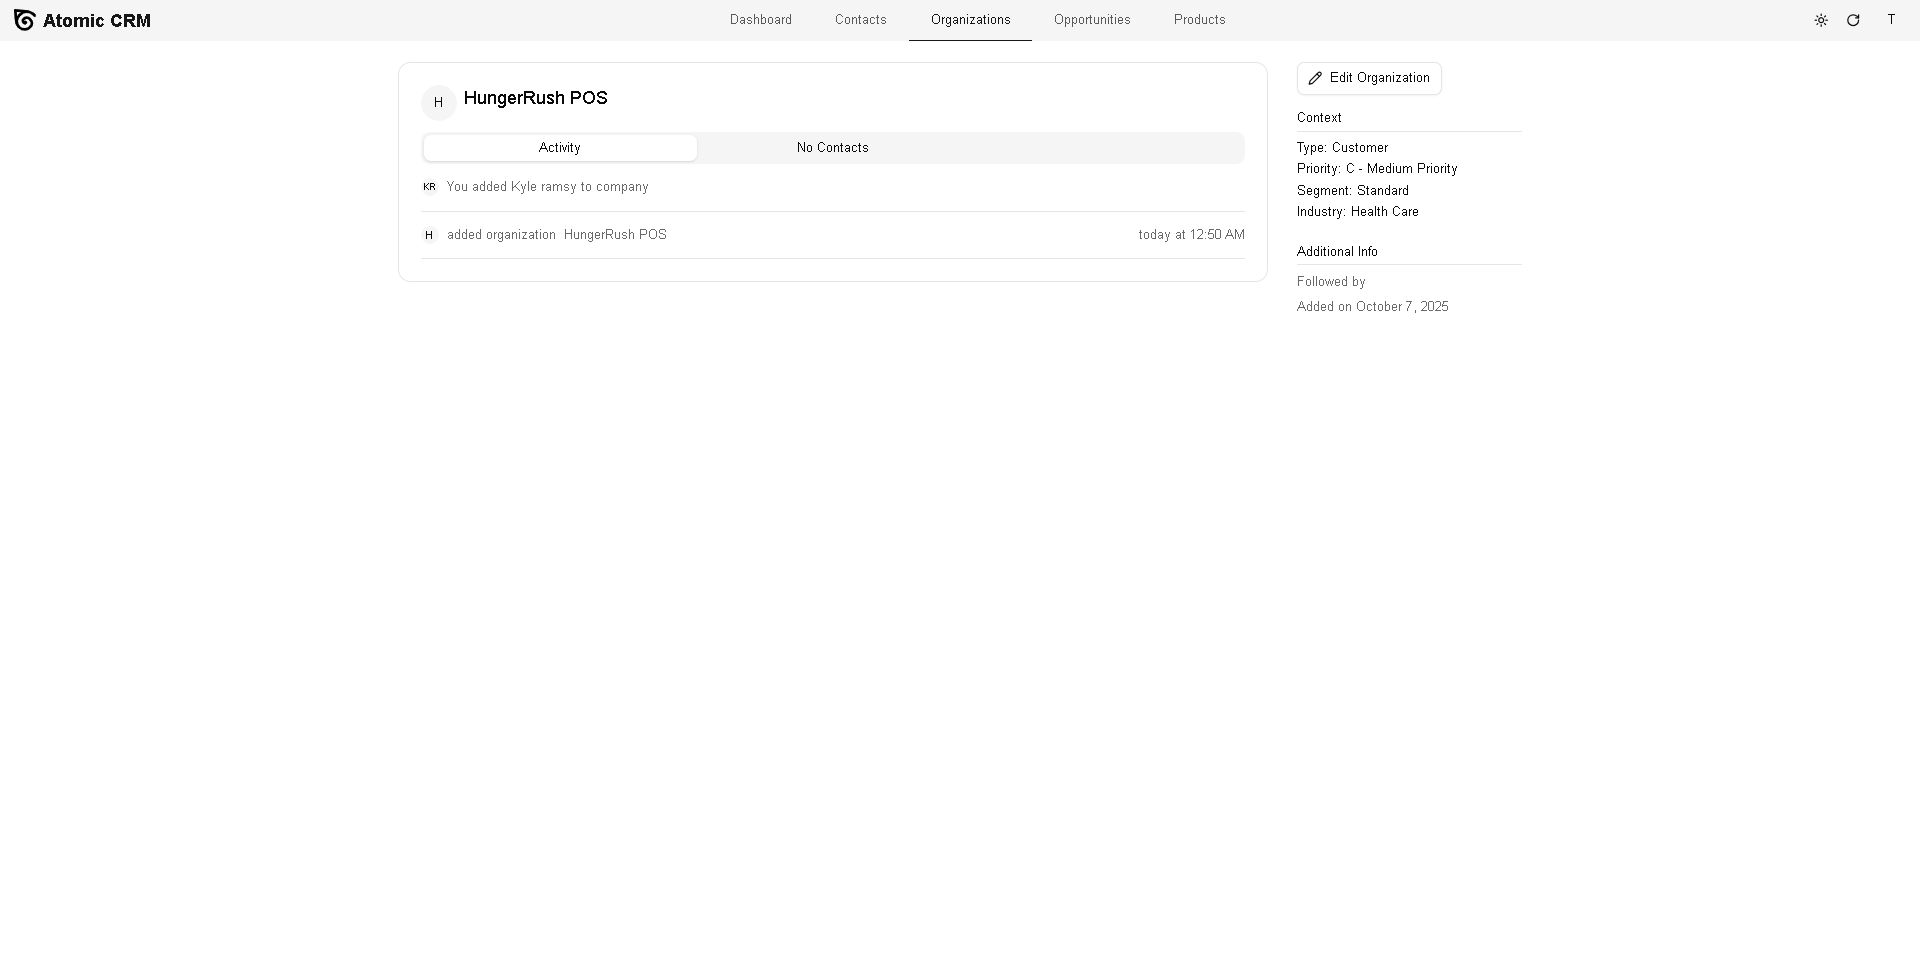 Atomic CRM
Dashboard Contacts Organizations Opportunities Products T
H HungerRush POS
Activity No Contacts
KR You added Kyle ramsy to company
H added organization HungerRush POS today at 12:50 AM
Edit Organization
Context
Type: Customer
Priority: C - Medium Priority
Segment: Standard
Industry: Health Care
Additional Info
Followed by
Added on October 7, 2025